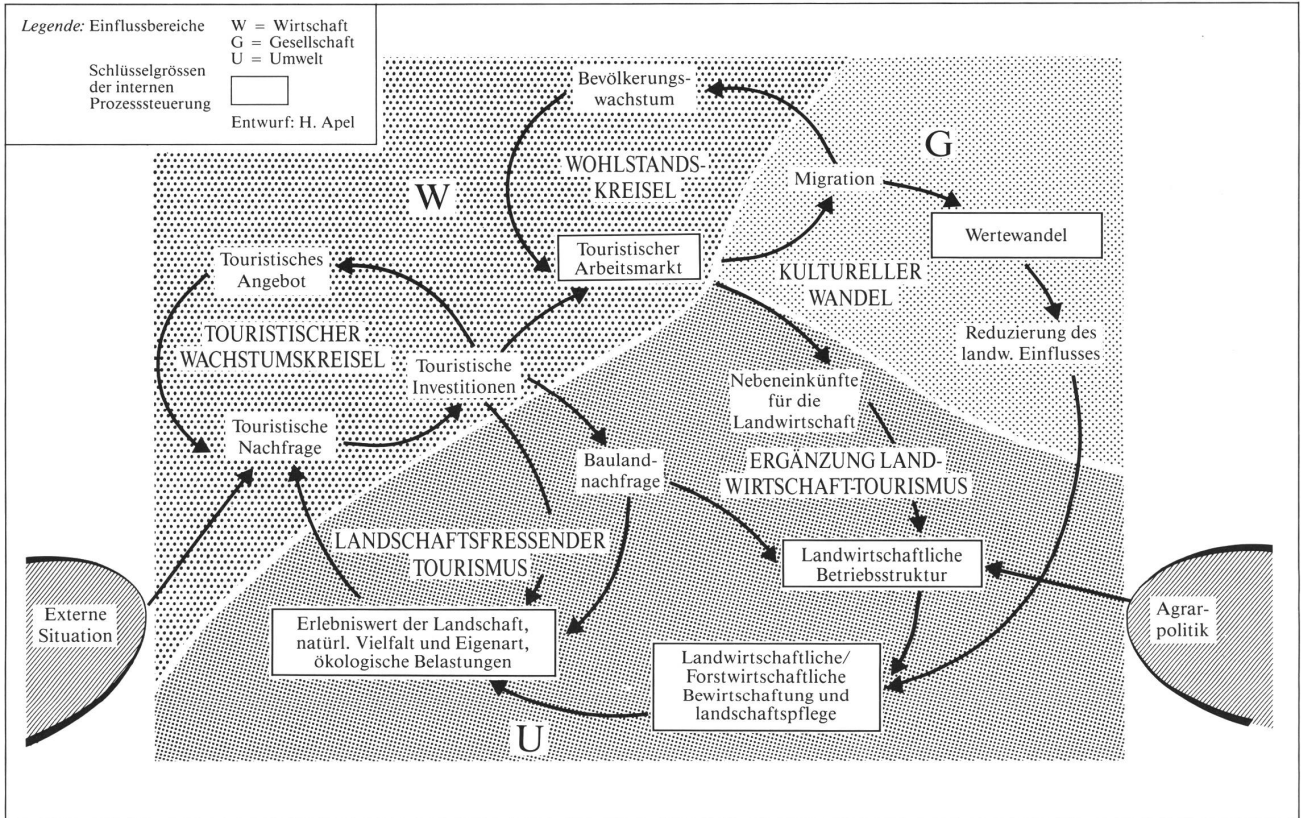 Legende: Einflussbereiche
W = Wirtschaft
G = Gesellschaft
U = Umwelt
Schlüsselgrössen
der internen
Prozesssteuerung
Entwurf: H. Apel
Bevölkerungs-
wachstum
G
WOHLSTANDS-
KREISEL
Migration
W
Wertewandel
Touristischer
Arbeitsmarkt
Touristisches
Angebot
KULTURELLER
WANDEL
TOURISTISCHER
WACHSTUMSKREISEL
Reduzierung des
landw. Einflusses
Touristische
Investitionen
Nebeneinkünfte
für die
Landwirtschaft
Touristische
Nachfrage
Bauland-
nachfrage
ERGÄNZUNG LAND-
WIRTSCHAFT-TOURISMUS
LANDSCHAFTSFRESSENDER
TOURISMUS
Landwirtschaftliche
Betriebsstruktur
Externe
Situation
Agrar-
politik
Erlebniswert der Landschaft,
natürl. Vielfalt und Eigenart,
ökologische Belastungen
Landwirtschaftliche/
Forstwirtschaftliche
Bewirtschaftung und
landschaftspflege
U